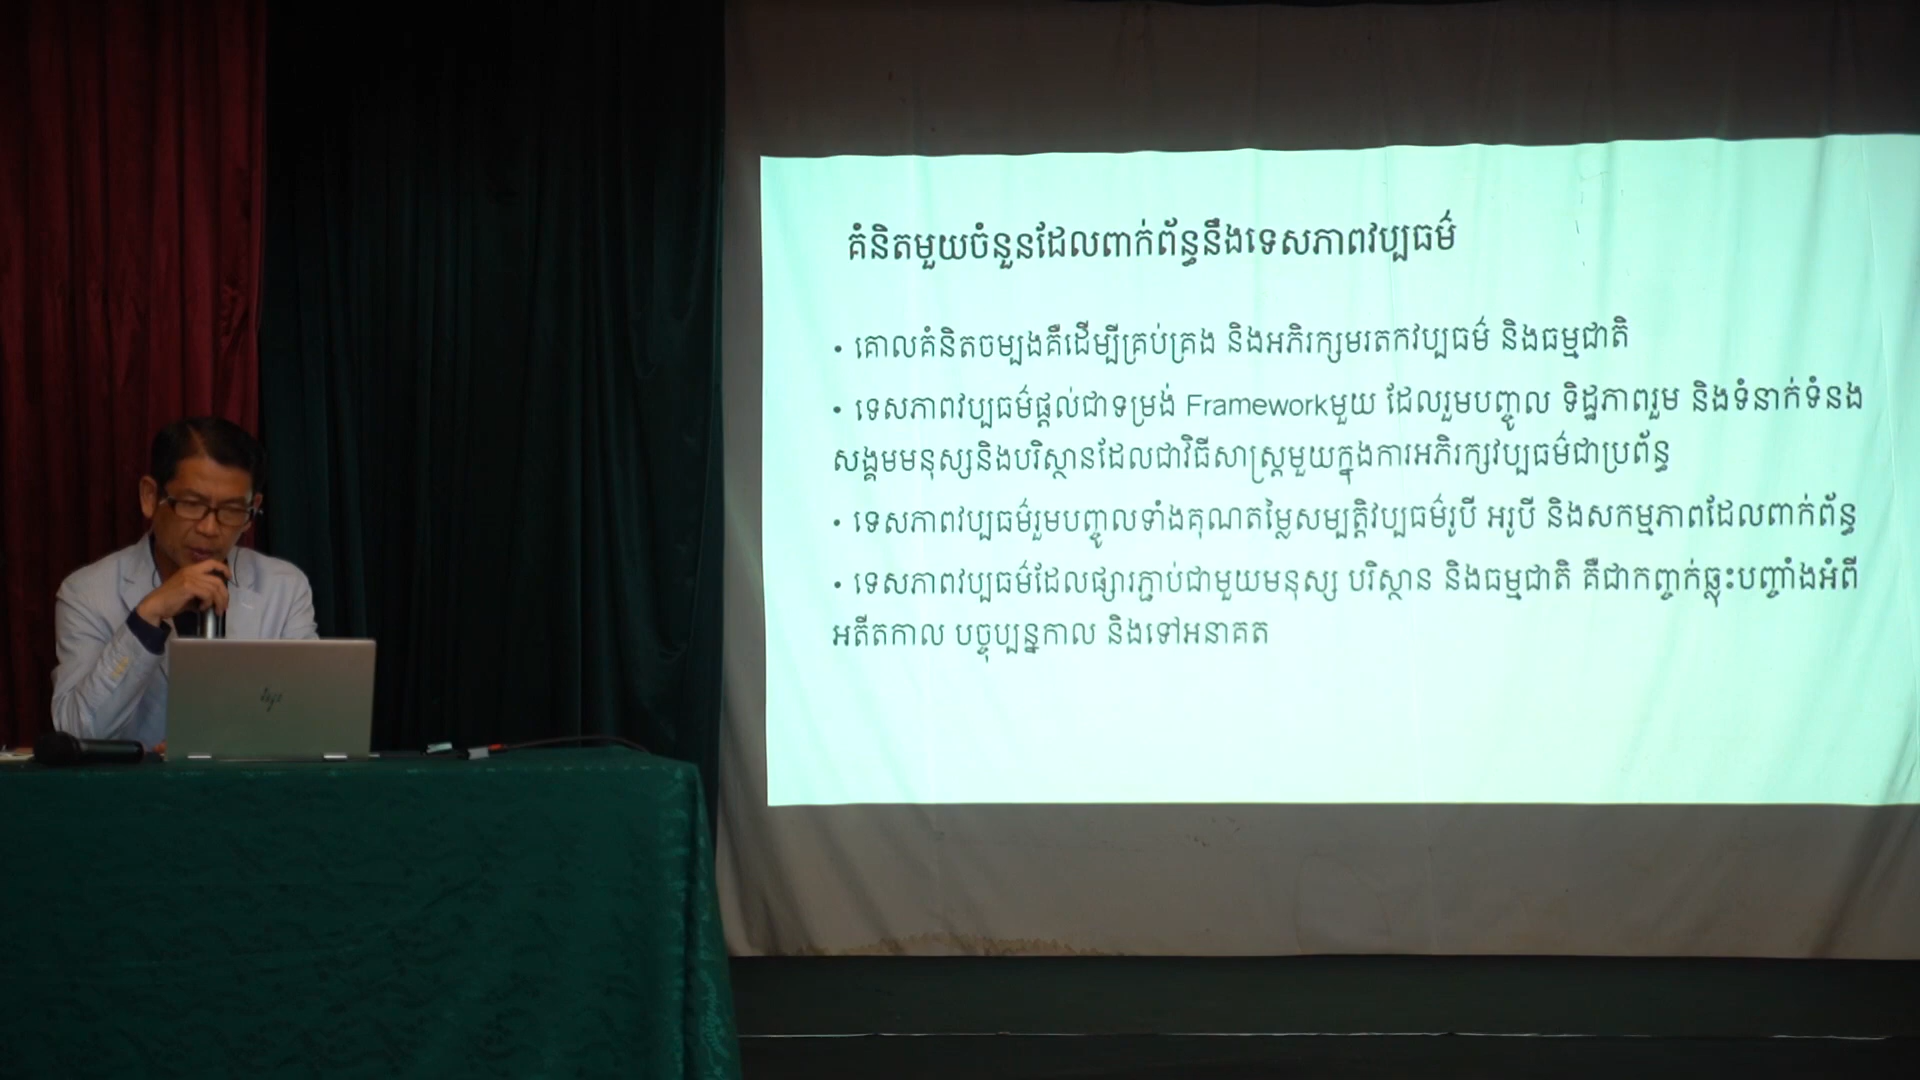 គំនិតមួយចំនួនដែលពាក់ព័ន្ធនឹងទេសភាពវប្បធម៌
• គោលគំនិតចម្បងគឺដើម្បីគ្រប់គ្រង និងអភិរក្សមរតកវប្បធម៌ និងធម្មជាតិ
• ទេសភាពវប្បធម៌ផ្តល់ជាទម្រង់ Frameworkមួយ ដែលរួមបញ្ចូល ទិដ្ឋភាពរួម និងទំនាក់ទំនង
សង្គមមនុស្សនិងបរិស្ថានដែលជាវិធីសាស្ត្រមួយក្នុងការអភិរក្សវប្បធម៌ជាប្រព័ន្ធ
• ទេសភាពវប្បធម៌រួមបញ្ចូលទាំងគុណតម្លៃសម្បត្តិវប្បធម៌រូបី អរូបី និងសកម្មភាពដែលពាក់ព័ន្ធ
• ទេសភាពវប្បធម៌ដែលផ្សារភ្ជាប់ជាមួយមនុស្ស បរិស្ថាន និងធម្មជាតិ គឺជាកញ្ចក់ឆ្លុះបញ្ចាំងអំពី
អតីតកាល បច្ចុប្បន្នកាល និងទៅអនាគត
hp